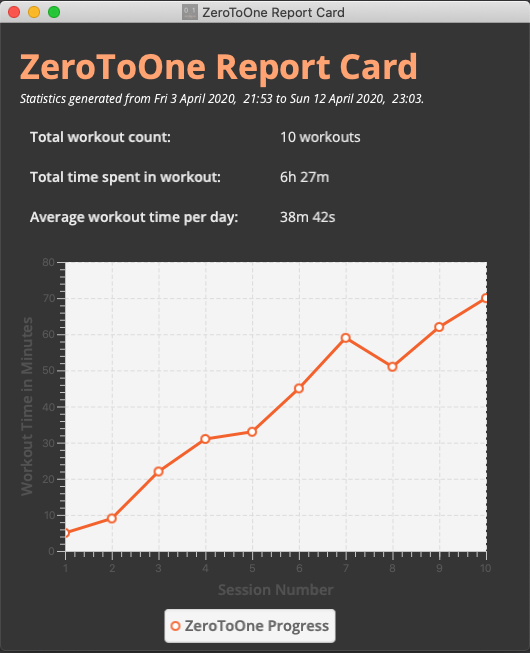 ZeroToOne Report Card
ZeroToOne Report Card
Statistics generated from Fri 3 April 2020, 21:53 to Sun 12 April 2020, 23:03.
Total workout count: 10 workouts
Total time spent in workout: 6h 27m
Average workout time per day: 38m 42s
80
70
60
50
40
30
20
10
0
Workout Time in Minutes
1 2 3 4 5 6 7 8 9 10
Session Number
ZeroToOne Progress